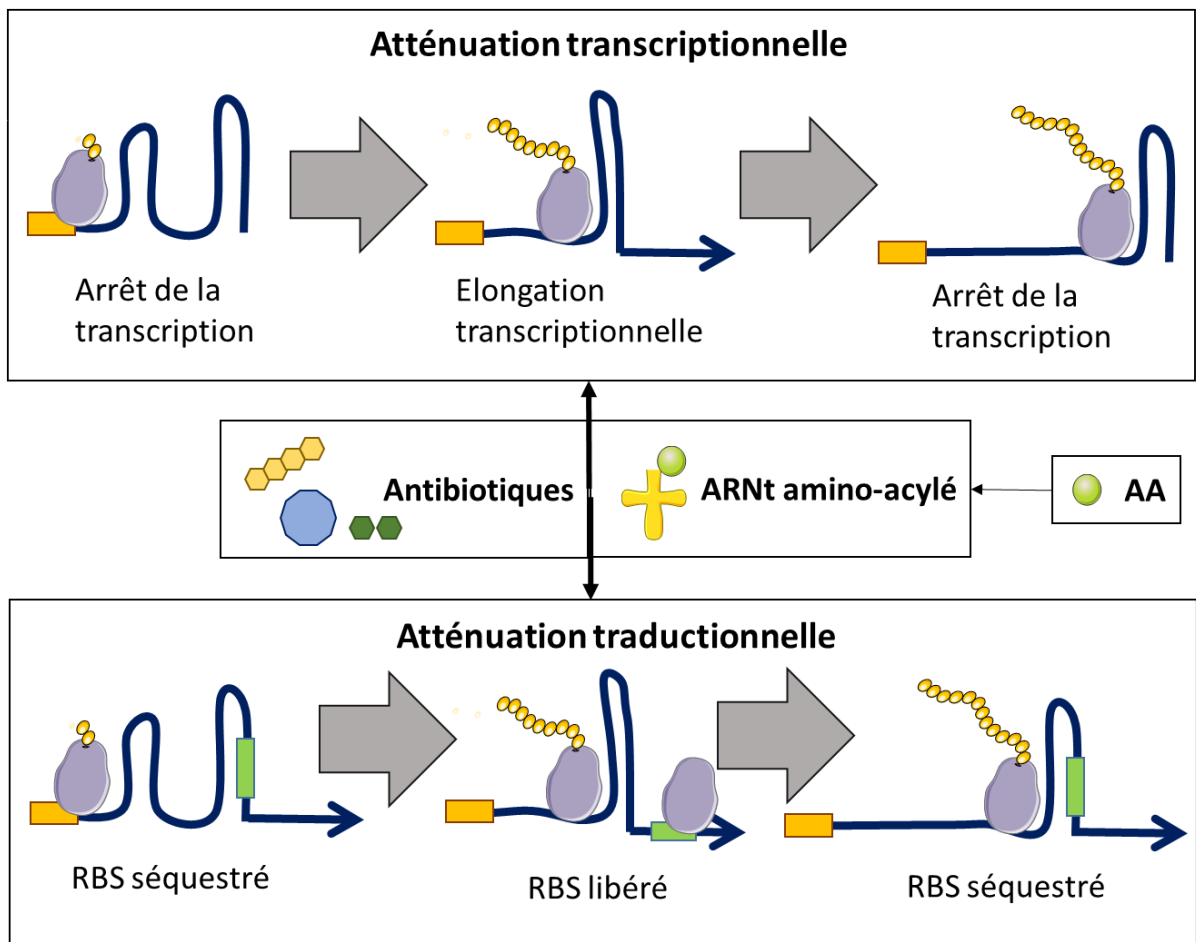 Atténuation transcriptionnelle
Arrêt de la
transcription
Elongation
transcriptionnelle
Arrêt de la
transcription
Antibiotiques
ARNt amino-acylé
AA
Atténuation traductionnelle
RBS séquestré
RBS libéré
RBS séquestré